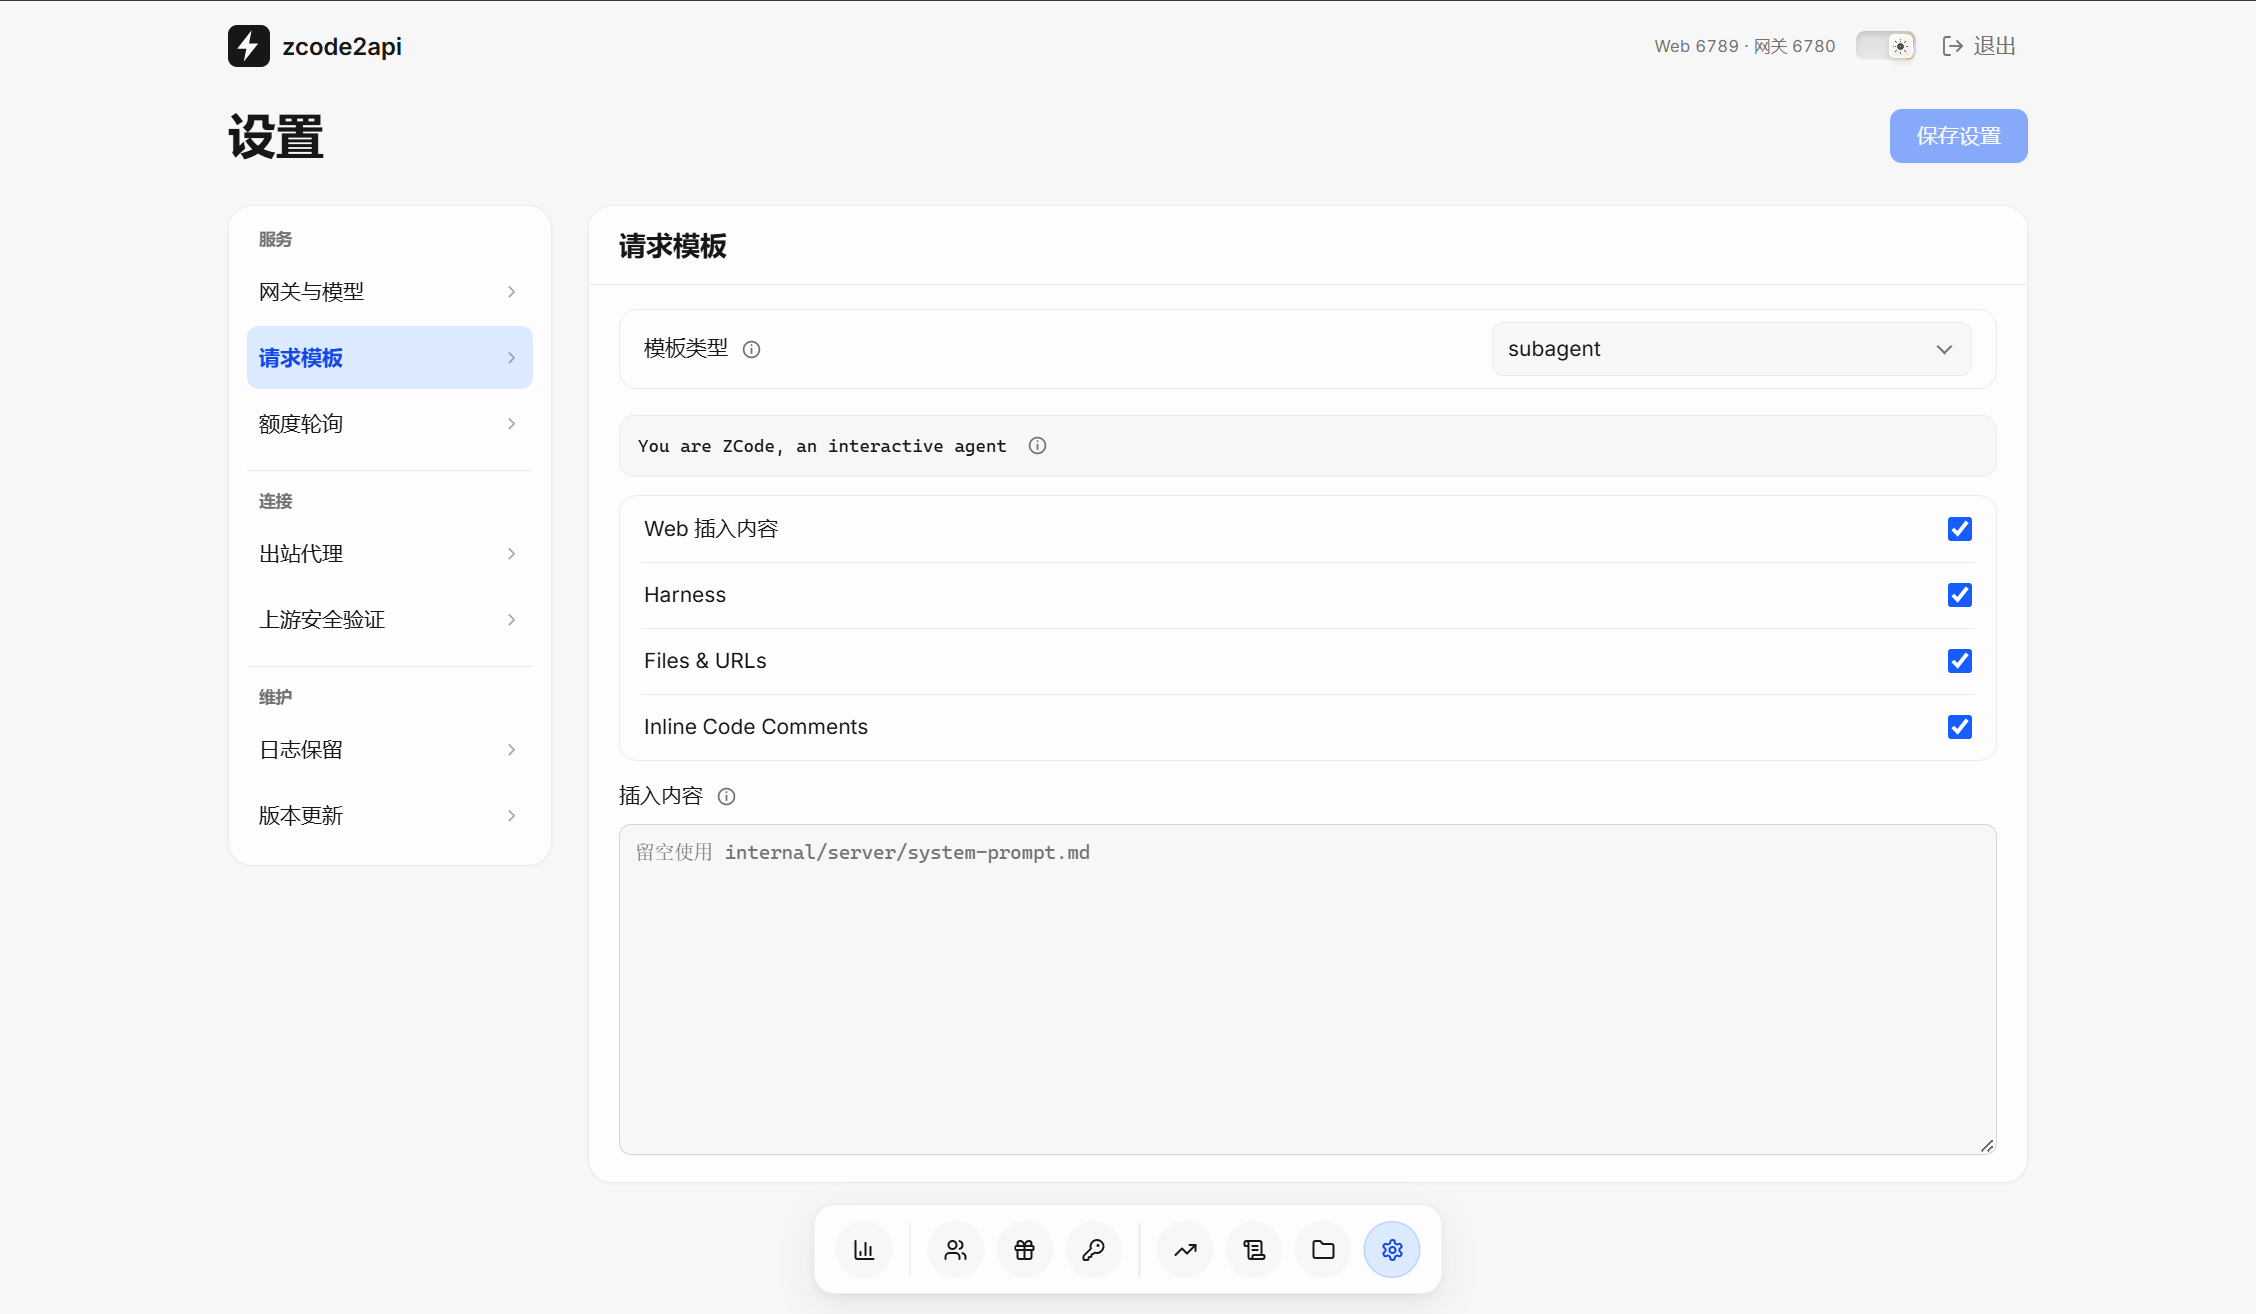 zcode2api
Web 6789 · 网关 6780
退出
设置
保存设置
服务
网关与模型
请求模板
额度轮询
连接
出站代理
上游安全验证
维护
日志保留
版本更新
请求模板
模板类型
subagent
You are ZCode, an interactive agent
Web 插入内容
Harness
Files & URLs
Inline Code Comments
插入内容
留空使用 internal/server/system-prompt.md